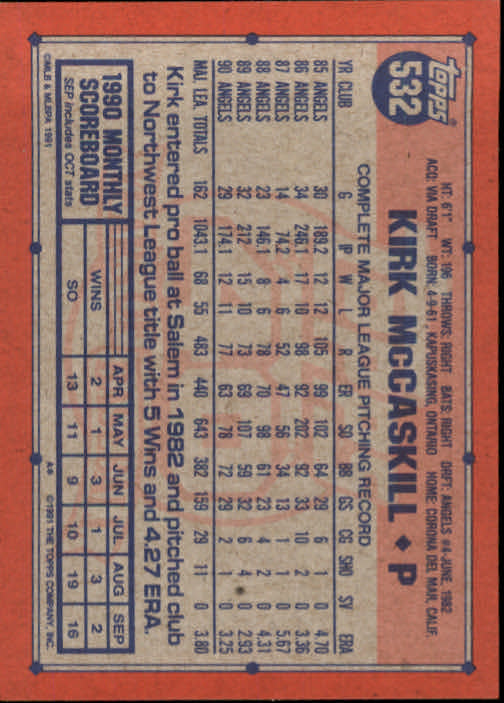 Topps
532
KIRK McCASKILL ♦ P
HT: 6'1" WT: 196 THROWS: RIGHT BATS: RIGHT DRFT: ANGELS #4-JUNE, 1982
ACQ: VIA DRAFT BORN: 4-9-61, KAPUSKASING, ONTARIO HOME: CORONA DEL MAR, CALIF.
COMPLETE MAJOR LEAGUE PITCHING RECORD
YR CLUB G IP W L R ER SO BB GS CG SHO SV ERA
85 ANGELS 30 189.2 12 12 105 99 102 64 29 6 1 0 4.70
86 ANGELS 34 246.1 17 10 98 92 202 92 33 10 2 0 3.36
87 ANGELS 14 74.2 4 6 52 47 56 34 13 1 1 0 5.67
88 ANGELS 23 146.1 8 6 78 70 98 61 23 4 2 0 4.31
89 ANGELS 32 212 15 10 73 69 107 59 32 6 4 0 2.93
90 ANGELS 29 174.1 12 11 77 63 78 72 29 2 1 0 3.25
MAJ. LEA. TOTALS 162 1043.1 68 55 483 440 643 382 159 29 11 0 3.80
Kirk entered pro ball at Salem in 1982 and pitched club
to Northwest League title with 5 Wins and 4.27 ERA.
1990 MONTHLY
SCOREBOARD
SEP includes OCT stats
APR MAY JUN JUL AUG SEP
WINS 2 1 3 1 3 2
SO 13 11 9 10 19 16
©MLB & MLBPA 1991
A*
©1991 THE TOPPS COMPANY, INC.